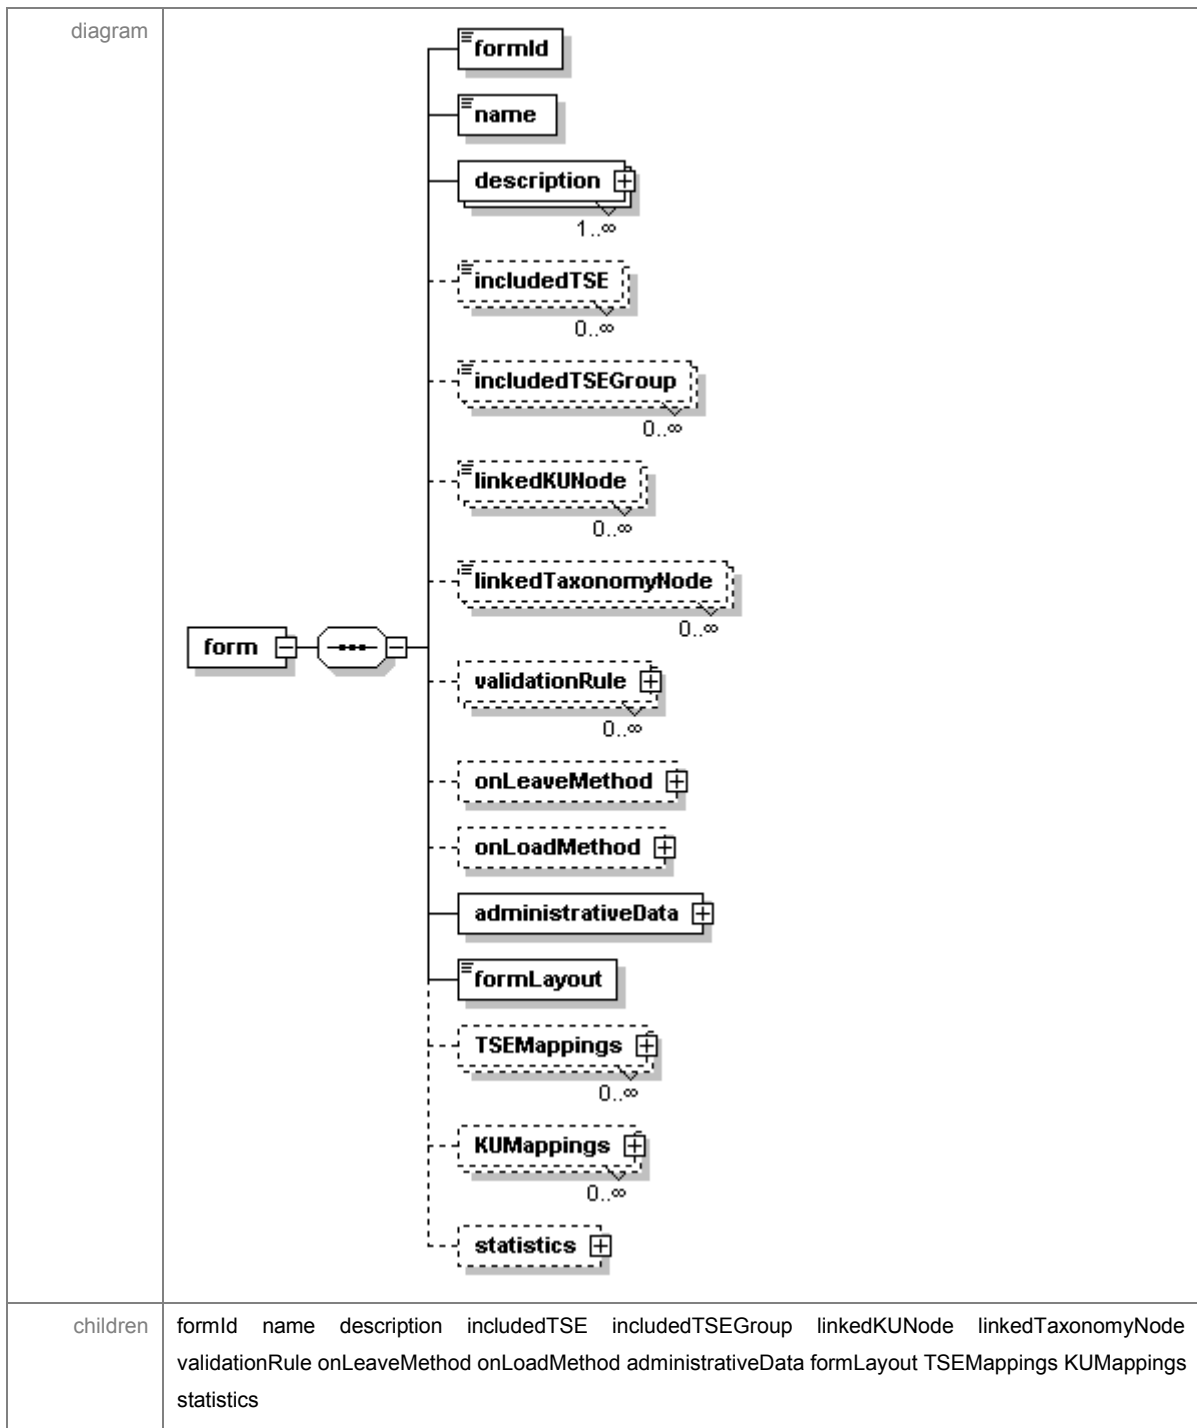 diagram
formId
name
description
1..∞
includedTSE
0..∞
includedTSEGroup
0..∞
linkedKUNode
0..∞
linkedTaxonomyNode
0..∞
form
validationRule
0..∞
onLeaveMethod
onLoadMethod
administrativeData
formLayout
TSEMappings
0..∞
KUMappings
0..∞
statistics
children
formId name description includedTSE includedTSEGroup linkedKUNode linkedTaxonomyNode
validationRule onLeaveMethod onLoadMethod administrativeData formLayout TSEMappings KUMappings
statistics